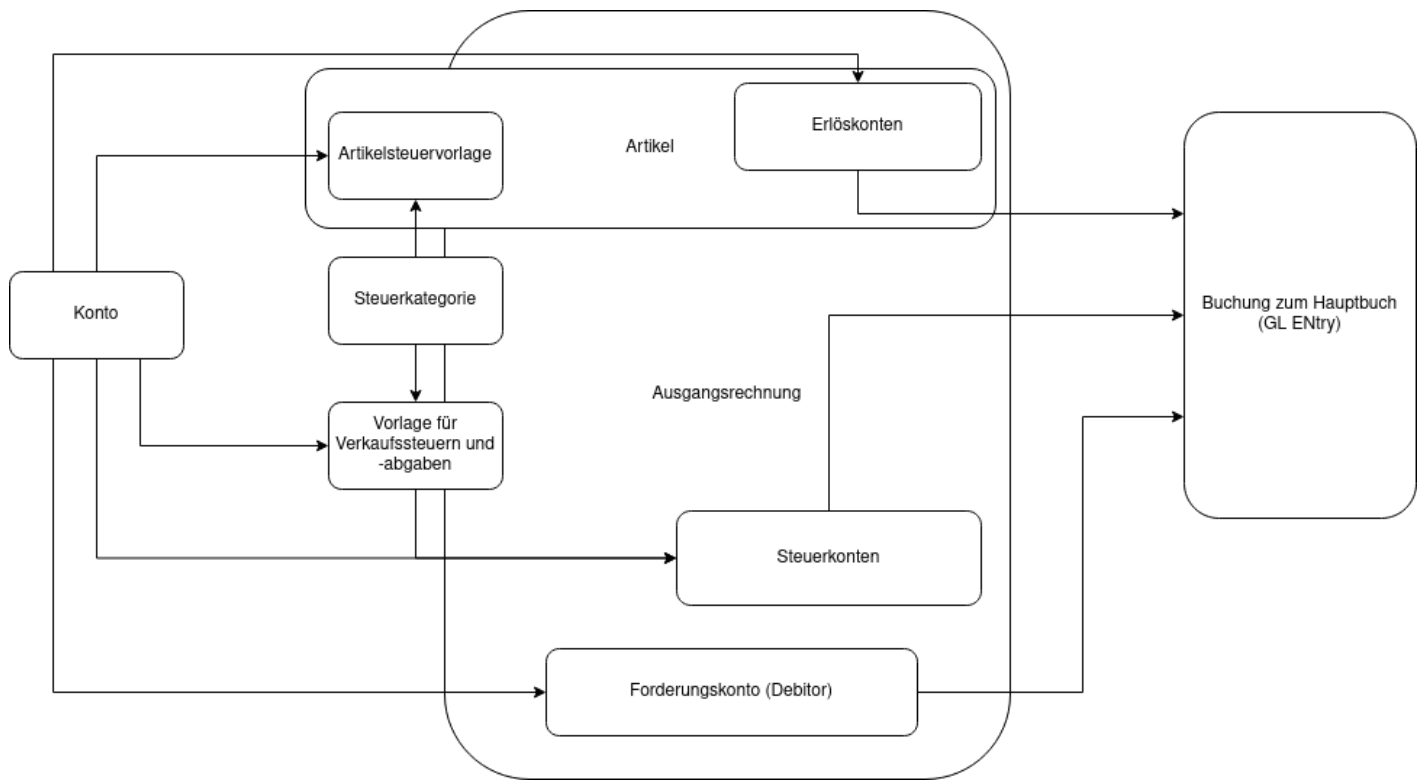 Erlöskonten
Artikelsteuervorlage
Artikel
Konto
Steuerkategorie
Buchung zum Hauptbuch
(GL ENtry)
Ausgangsrechnung
Vorlage für
Verkaufssteuern und
-abgaben
Steuerkonten
Forderungskonto (Debitor)